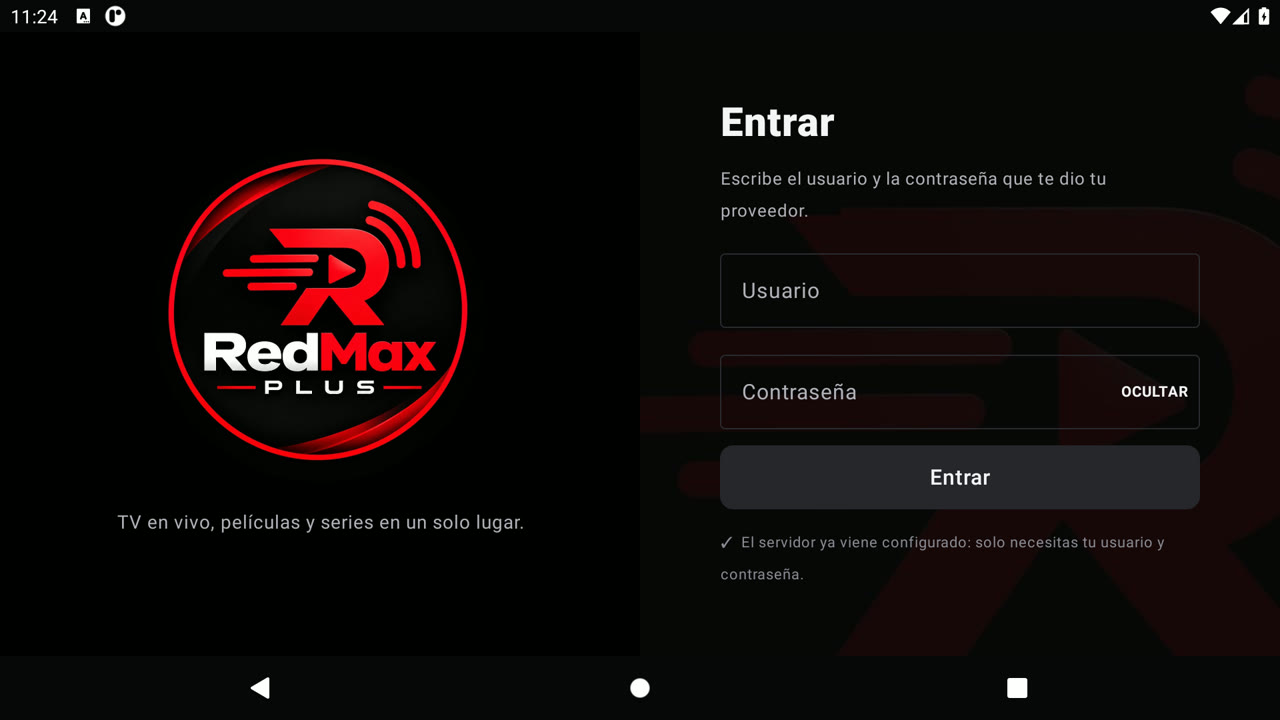 11:24
RedMax
PLUS
TV en vivo, películas y series en un solo lugar.
Entrar
Escribe el usuario y la contraseña que te dio tu
proveedor.
Usuario
Contraseña OCULTAR
Entrar
✓ El servidor ya viene configurado: solo necesitas tu usuario y
contraseña.